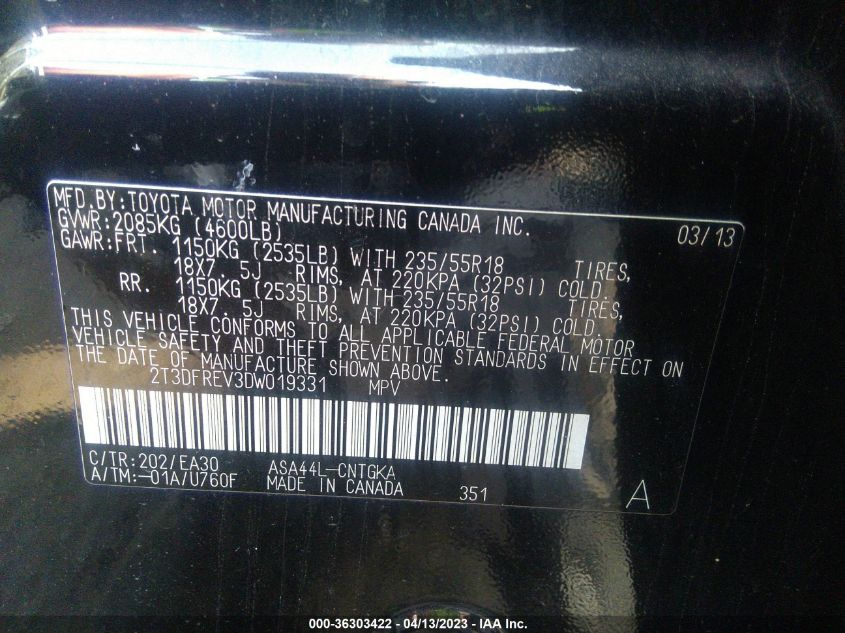 MFD.BY:TOYOTA MOTOR MANUFACTURING CANADA INC.
GVWR:2085KG (4600LB) 03/13
GAWR:FRT. 1150KG (2535LB) WITH 235/55R18 TIRES,
18X7. 5J RIMS, AT 220KPA (32PSI) COLD.
RR. 1150KG (2535LB) WITH 235/55R18 TIRES,
18X7. 5J RIMS, AT 220KPA (32PSI) COLD.
THIS VEHICLE CONFORMS TO ALL APPLICABLE FEDERAL MOTOR
VEHICLE SAFETY AND THEFT PREVENTION STANDARDS IN EFFECT ON
THE DATE OF MANUFACTURE SHOWN ABOVE.
2T3DFREV3DW019331 MPV
C/TR:202/EA30 ASA44L-CNTGKA
A/TM:-01A/U760F MADE IN CANADA 351 A
000-36303422 - 04/13/2023 - IAA Inc.